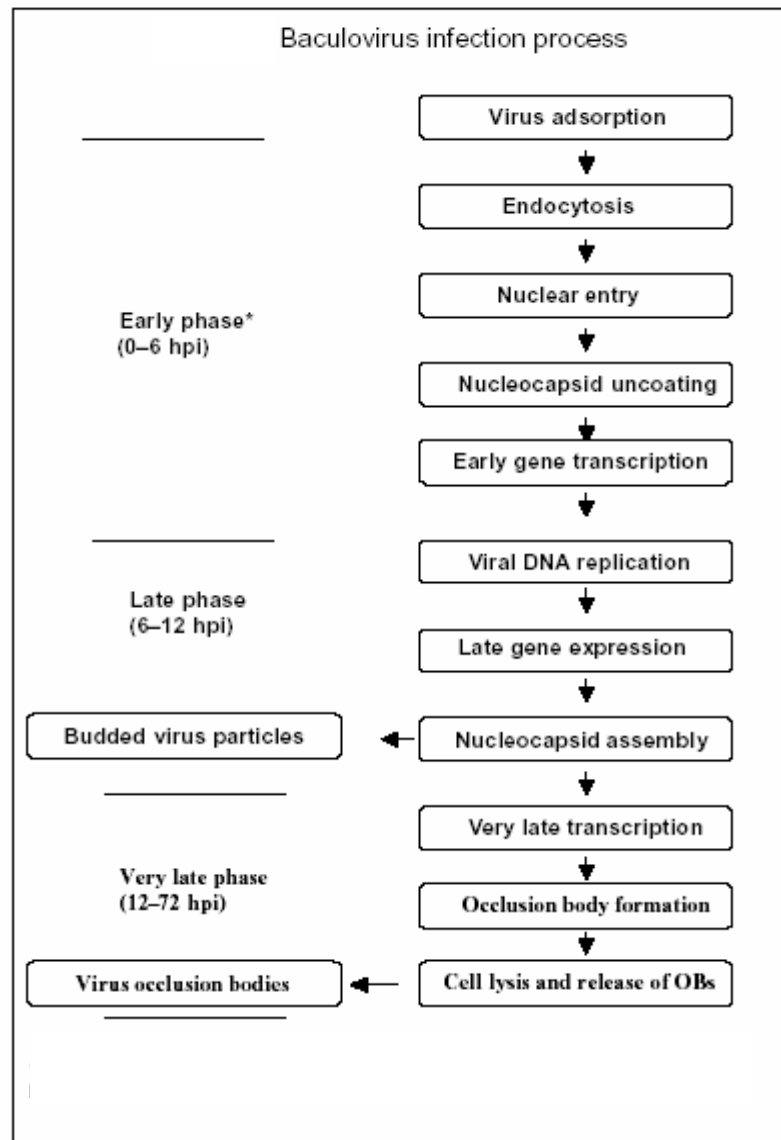 Baculovirus infection process
Virus adsorption
Endocytosis
Nuclear entry
Early phase*
(0–6 hpi)
Nucleocapsid uncoating
Early gene transcription
Viral DNA replication
Late phase
(6–12 hpi)
Late gene expression
Budded virus particles
Nucleocapsid assembly
Very late transcription
Very late phase
(12–72 hpi)
Occlusion body formation
Virus occlusion bodies
Cell lysis and release of OBs